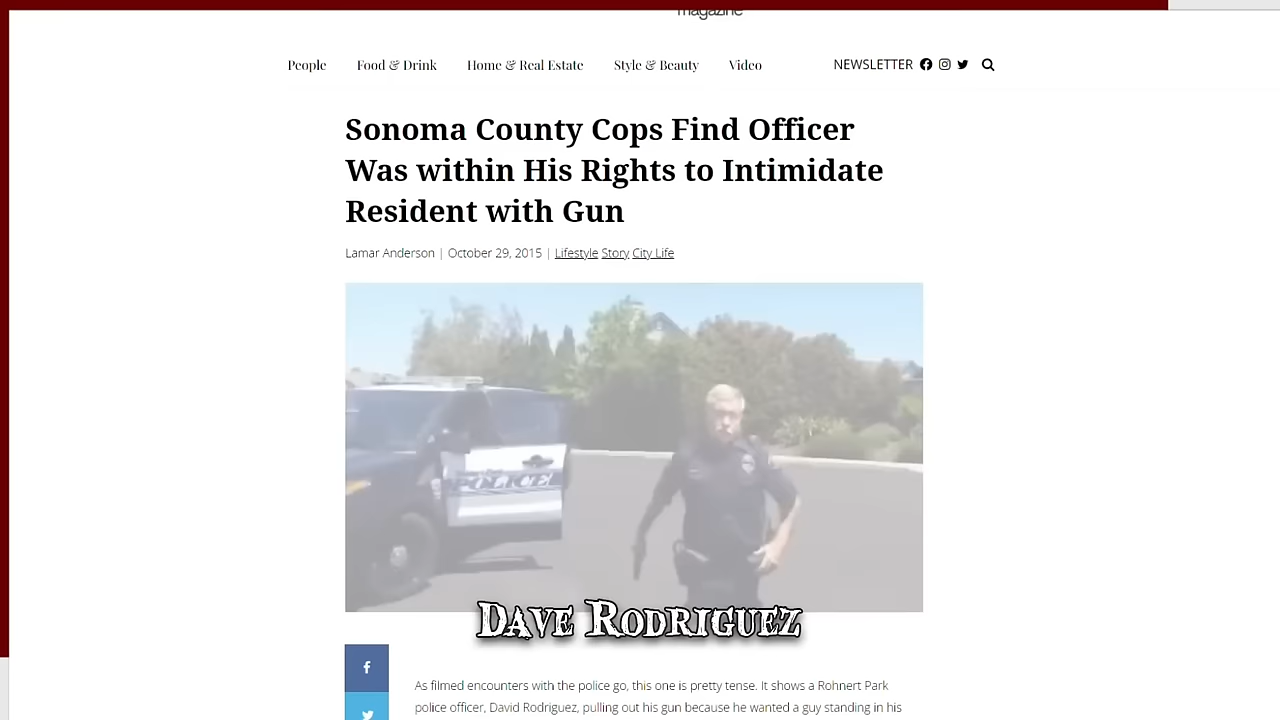 magazine
People Food & Drink Home & Real Estate Style & Beauty Video NEWSLETTER
Sonoma County Cops Find Officer
Was within His Rights to Intimidate
Resident with Gun
Lamar Anderson | October 29, 2015 | Lifestyle Story City Life
DAVE RODRIGUEZ
As filmed encounters with the police go, this one is pretty tense. It shows a Rohnert Park
police officer, David Rodriguez, pulling out his gun because he wanted a guy standing in his